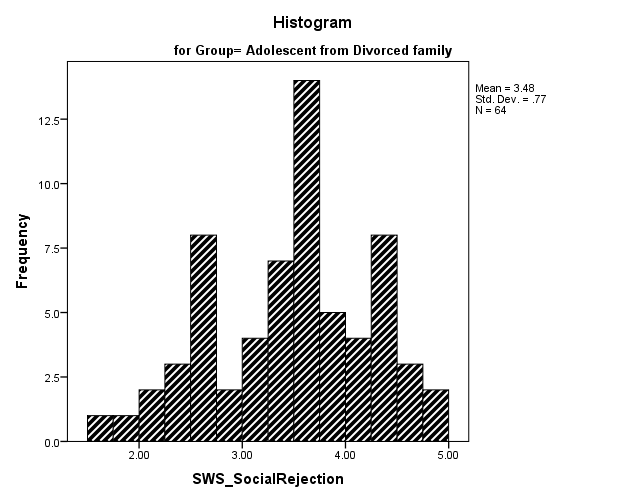 Histogram
for Group= Adolescent from Divorced family
Mean = 3.48
Std. Dev. = .77
N = 64
12.5
10.0
7.5
5.0
2.5
0.0
Frequency
2.00 3.00 4.00 5.00
SWS_SocialRejection